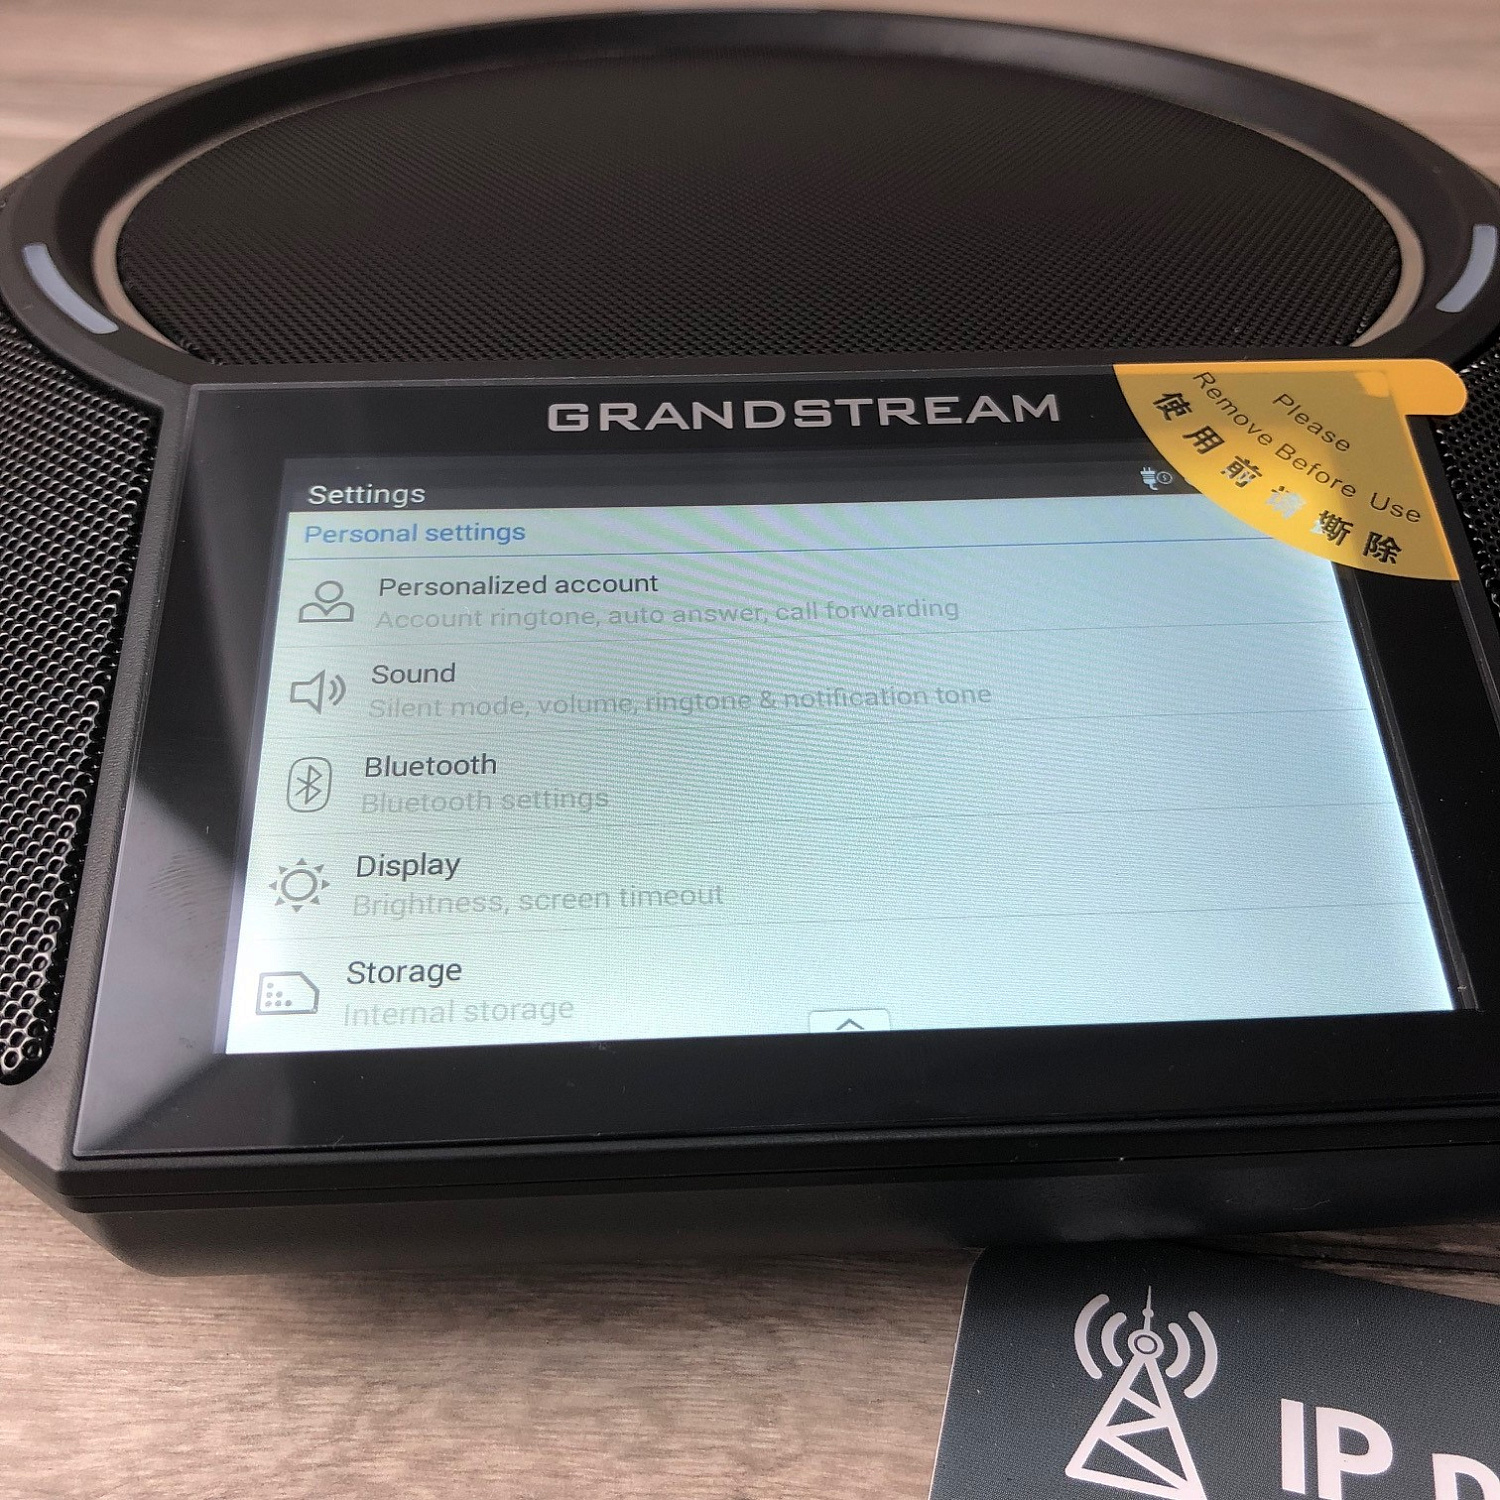 GRANDSTREAM
Please
Remove Before Use
使用前请撕除
Settings
Personal settings
Personalized account
Account ringtone, auto answer, call forwarding
Sound
Silent mode, volume, ringtone & notification tone
Bluetooth
Bluetooth settings
Display
Brightness, screen timeout
Storage
Internal storage
IP